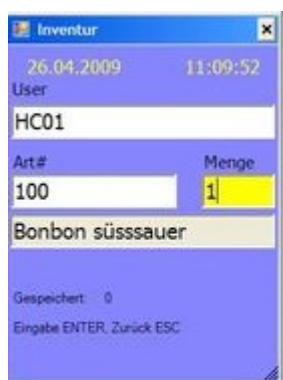 Inventur
26.04.2009 11:09:52
User
HC01
Art# Menge
100 1
Bonbon süsssauer
Gespeichert 0
Eingabe ENTER, Zurück ESC